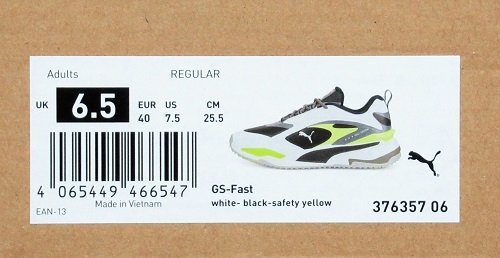 Adults REGULAR
UK 6.5 EUR 40 US 7.5 CM 25.5
4 065449 466547
EAN-13 Made in Vietnam
GS-Fast
white- black-safety yellow
376357 06